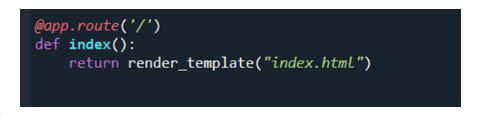 @app.route('/')
def index():
    return render_template("index.html")